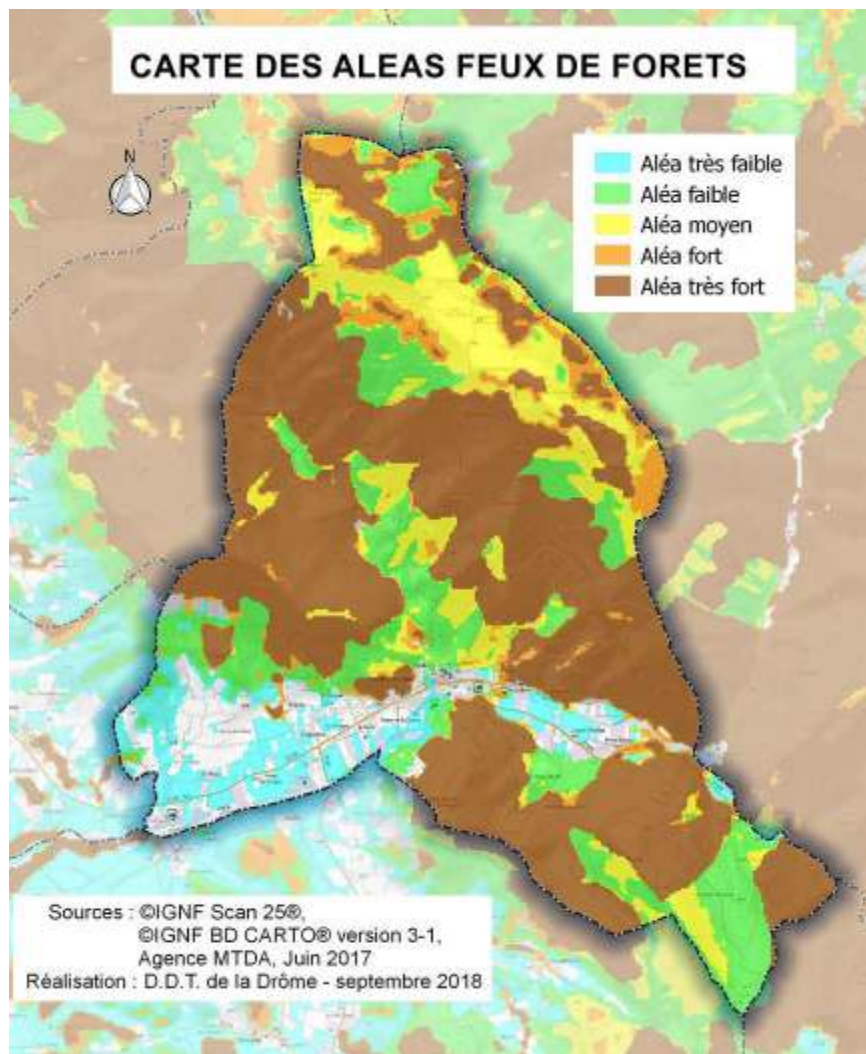 CARTE DES ALEAS FEUX DE FORETS
N
Aléa très faible
Aléa faible
Aléa moyen
Aléa fort
Aléa très fort
Sources : ©IGNF Scan 25®,
©IGNF BD CARTO® version 3-1,
Agence MTDA, Juin 2017
Réalisation : D.D.T. de la Drôme - septembre 2018